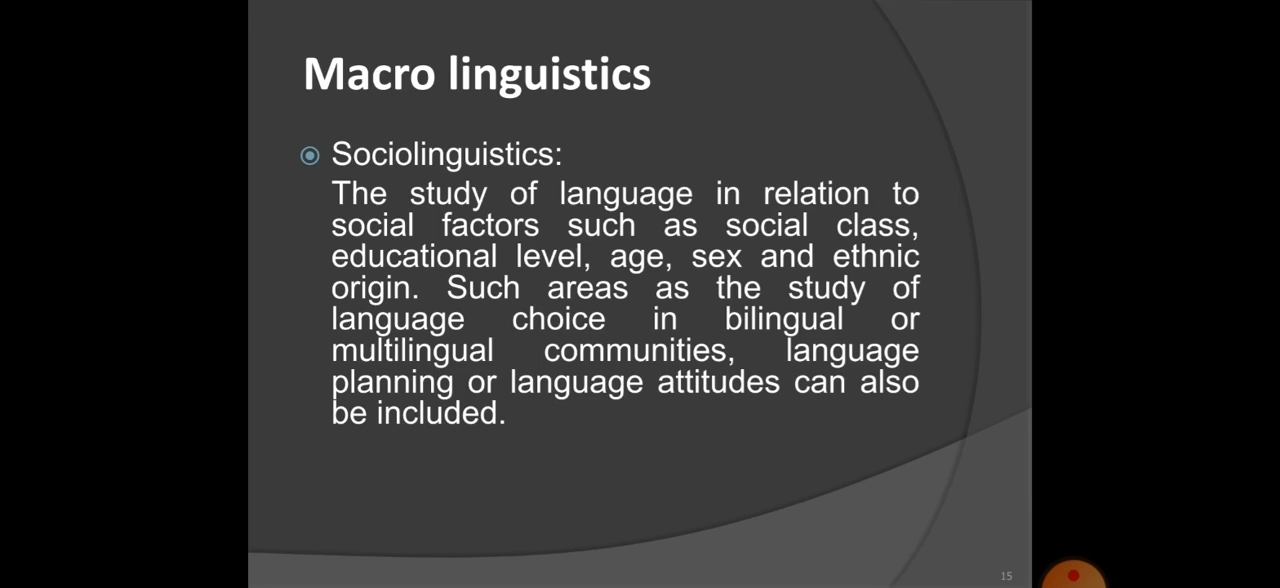 Macro linguistics
Sociolinguistics:
The study of language in relation to
social factors such as social class,
educational level, age, sex and ethnic
origin. Such areas as the study of
language choice in bilingual or
multilingual communities, language
planning or language attitudes can also
be included.
15